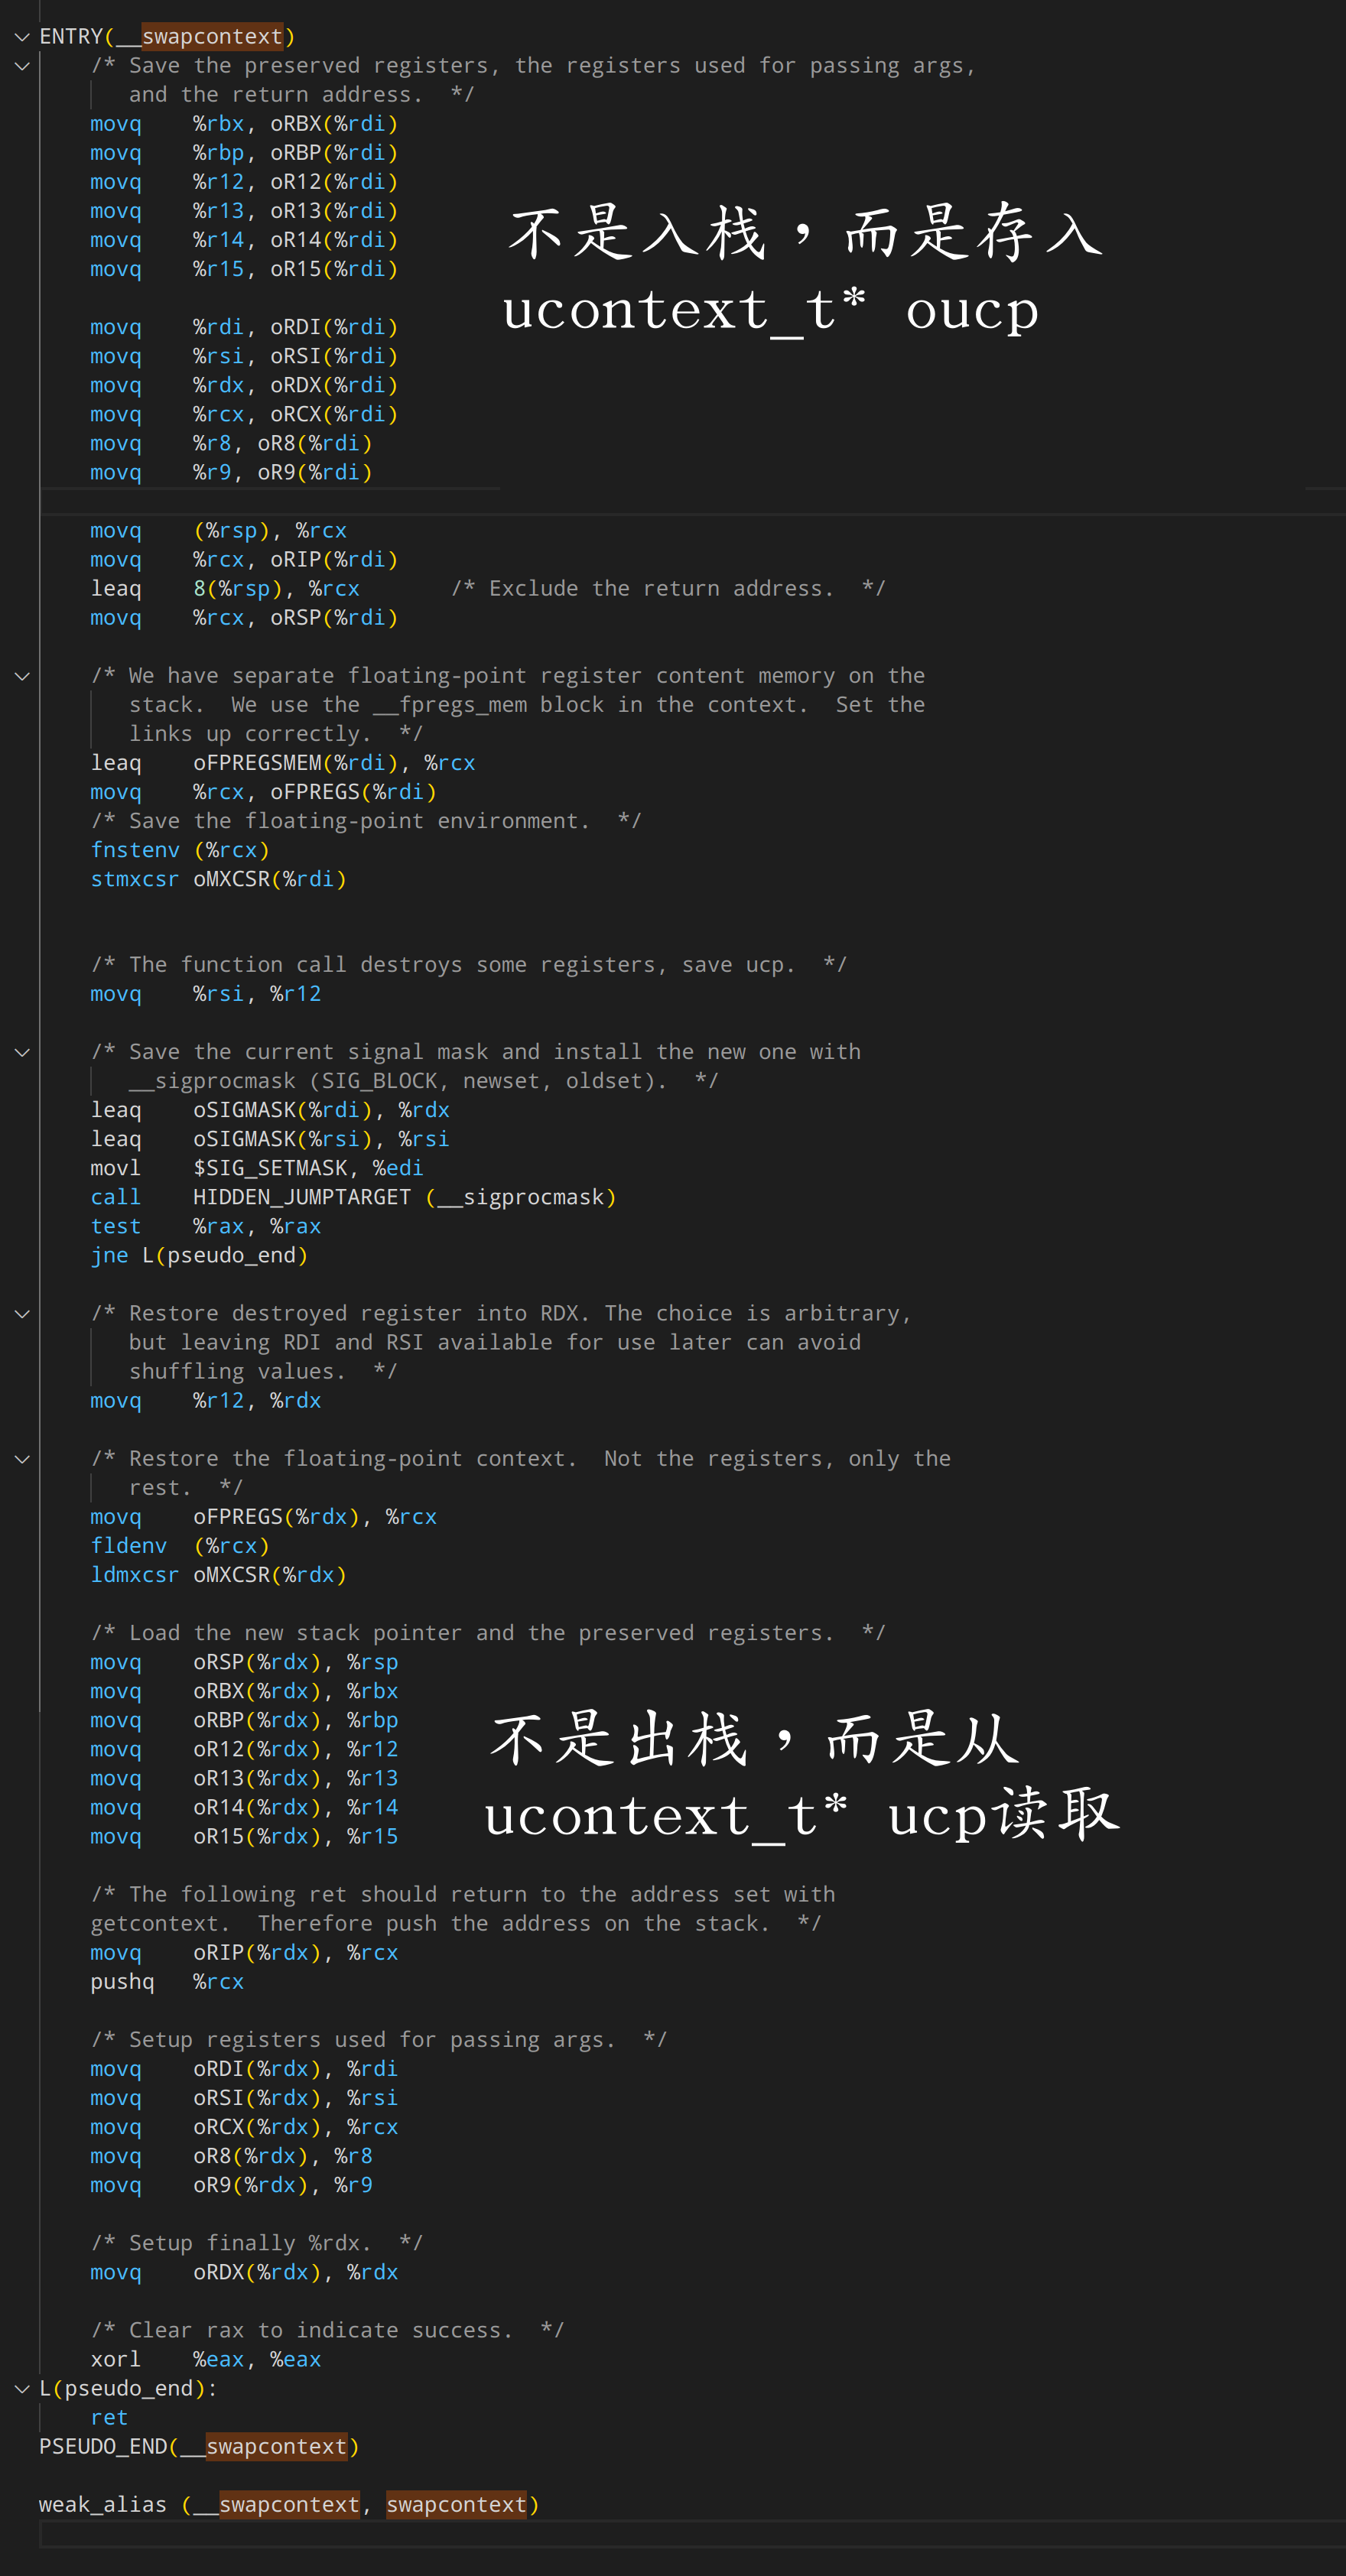 ENTRY(__swapcontext)
/* Save the preserved registers, the registers used for passing args,
and the return address.  */
movq    %rbx, oRBX(%rdi)
movq    %rbp, oRBP(%rdi)
movq    %r12, oR12(%rdi)
movq    %r13, oR13(%rdi)
movq    %r14, oR14(%rdi)
movq    %r15, oR15(%rdi)
不是入栈，而是存入
ucontext_t* oucp
movq    %rdi, oRDI(%rdi)
movq    %rsi, oRSI(%rdi)
movq    %rdx, oRDX(%rdi)
movq    %rcx, oRCX(%rdi)
movq    %r8, oR8(%rdi)
movq    %r9, oR9(%rdi)
movq    (%rsp), %rcx
movq    %rcx, oRIP(%rdi)
leaq    8(%rsp), %rcx       /* Exclude the return address.  */
movq    %rcx, oRSP(%rdi)
/* We have separate floating-point register content memory on the
stack.  We use the __fpregs_mem block in the context.  Set the
links up correctly.  */
leaq    oFPREGSMEM(%rdi), %rcx
movq    %rcx, oFPREGS(%rdi)
/* Save the floating-point environment.  */
fnstenv (%rcx)
stmxcsr oMXCSR(%rdi)
/* The function call destroys some registers, save ucp.  */
movq    %rsi, %r12
/* Save the current signal mask and install the new one with
__sigprocmask (SIG_BLOCK, newset, oldset).  */
leaq    oSIGMASK(%rdi), %rdx
leaq    oSIGMASK(%rsi), %rsi
movl    $SIG_SETMASK, %edi
call    HIDDEN_JUMPTARGET (__sigprocmask)
test    %rax, %rax
jne L(pseudo_end)
/* Restore destroyed register into RDX. The choice is arbitrary,
but leaving RDI and RSI available for use later can avoid
shuffling values.  */
movq    %r12, %rdx
/* Restore the floating-point context.  Not the registers, only the
rest.  */
movq    oFPREGS(%rdx), %rcx
fldenv  (%rcx)
ldmxcsr oMXCSR(%rdx)
/* Load the new stack pointer and the preserved registers.  */
movq    oRSP(%rdx), %rsp
movq    oRBX(%rdx), %rbx
movq    oRBP(%rdx), %rbp
movq    oR12(%rdx), %r12
movq    oR13(%rdx), %r13
movq    oR14(%rdx), %r14
movq    oR15(%rdx), %r15
不是出栈，而是从
ucontext_t* ucp读取
/* The following ret should return to the address set with
getcontext.  Therefore push the address on the stack.  */
movq    oRIP(%rdx), %rcx
pushq   %rcx
/* Setup registers used for passing args.  */
movq    oRDI(%rdx), %rdi
movq    oRSI(%rdx), %rsi
movq    oRCX(%rdx), %rcx
movq    oR8(%rdx), %r8
movq    oR9(%rdx), %r9
/* Setup finally %rdx.  */
movq    oRDX(%rdx), %rdx
/* Clear rax to indicate success.  */
xorl    %eax, %eax
L(pseudo_end):
ret
PSEUDO_END(__swapcontext)
weak_alias (__swapcontext, swapcontext)